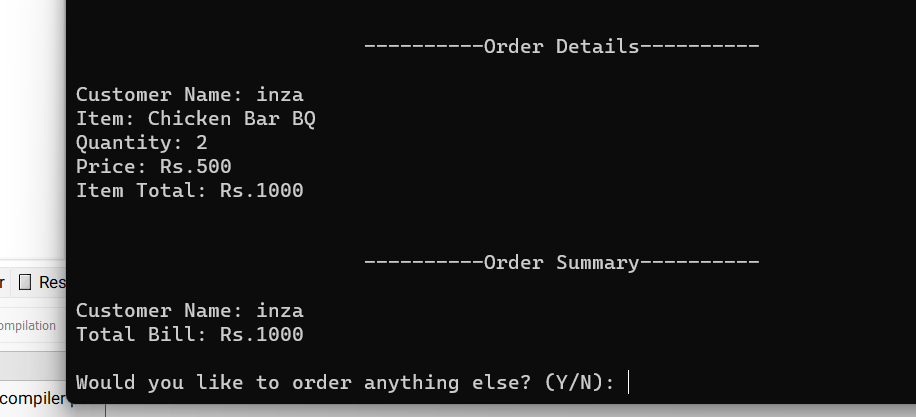 ----------Order Details----------
Customer Name: inza
Item: Chicken Bar BQ
Quantity: 2
Price: Rs.500
Item Total: Rs.1000
----------Order Summary----------
Customer Name: inza
Total Bill: Rs.1000
Would you like to order anything else? (Y/N):
r
Res
ompilation
compiler